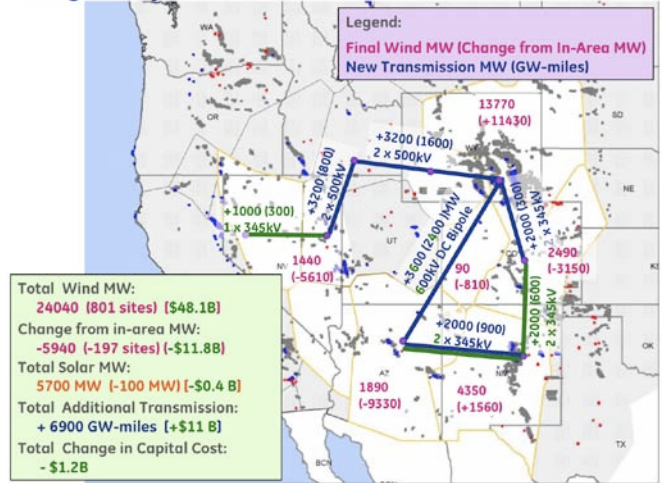 Legend:
Final Wind MW (Change from In-Area MW)
New Transmission MW (GW-miles)
WA
OR
SD
NE
13770
(+11430)
+3200 (1600)
2 x 500kV
+3200 (800)
2 x 500kV
+1000 (300)
1 x 345kV
+2000 (300)
2 x 345kV
+3600 (2400) MW
600kV DC Bipole
UT
1440
(-5610)
90
(-810)
2490
(-3150)
+2000 (600)
2 x 345kV
+2000 (900)
2 x 345kV
KS
OK
AZ
1890
(-9330)
4350
(+1560)
TX
BCN
Total Wind MW:
24040 (801 sites) [$48.1B]
Change from in-area MW:
-5940 (-197 sites) (-$11.8B)
Total Solar MW:
5700 MW (-100 MW) [-$0.4 B]
Total Additional Transmission:
+ 6900 GW-miles [+$11 B]
Total Change in Capital Cost:
- $1.2B